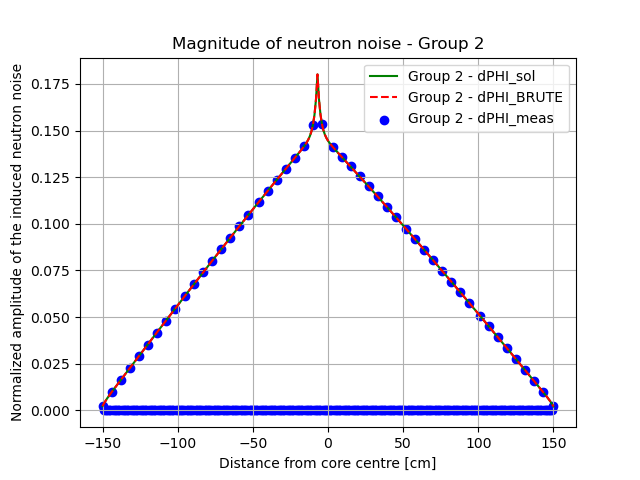 Magnitude of neutron noise - Group 2
Normalized amplitude of the induced neutron noise
0.175
0.150
0.125
0.100
0.075
0.050
0.025
0.000
Group 2 - dPHI_sol
Group 2 - dPHI_BRUTE
Group 2 - dPHI_meas
−150
−100
−50
0
50
100
150
Distance from core centre [cm]